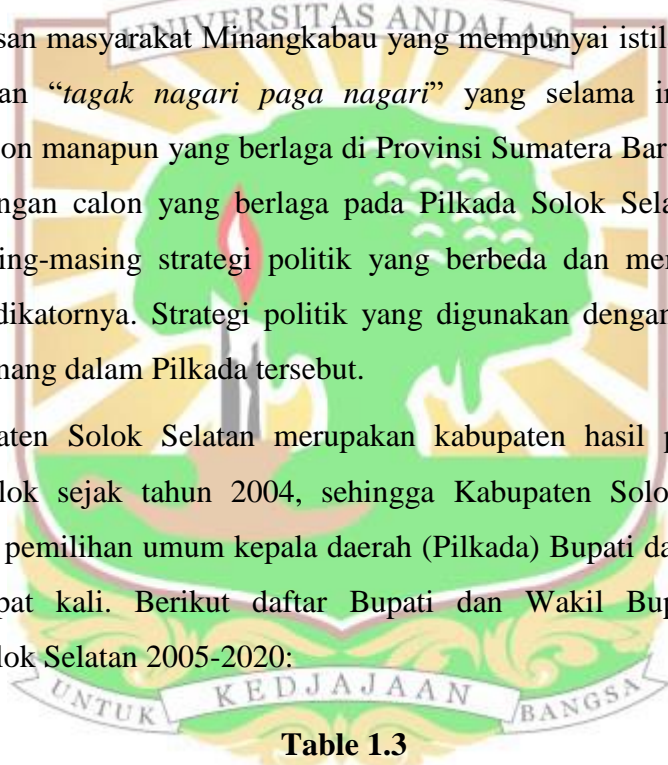 UNIVERSITAS ANDALAS
san masyarakat Minangkabau yang mempunyai istil
an “tagak nagari paga nagari” yang selama i
on manapun yang berlaga di Provinsi Sumatera Bar
ngan calon yang berlaga pada Pilkada Solok Sela
ing-masing strategi politik yang berbeda dan mer
dikatornya. Strategi politik yang digunakan dengan
nang dalam Pilkada tersebut.
aten Solok Selatan merupakan kabupaten hasil p
lok sejak tahun 2004, sehingga Kabupaten Solo
pemilihan umum kepala daerah (Pilkada) Bupati da
pat kali. Berikut daftar Bupati dan Wakil Bup
lok Selatan 2005-2020:
UNTUK KEDJAJAAN BANGSA
Table 1.3